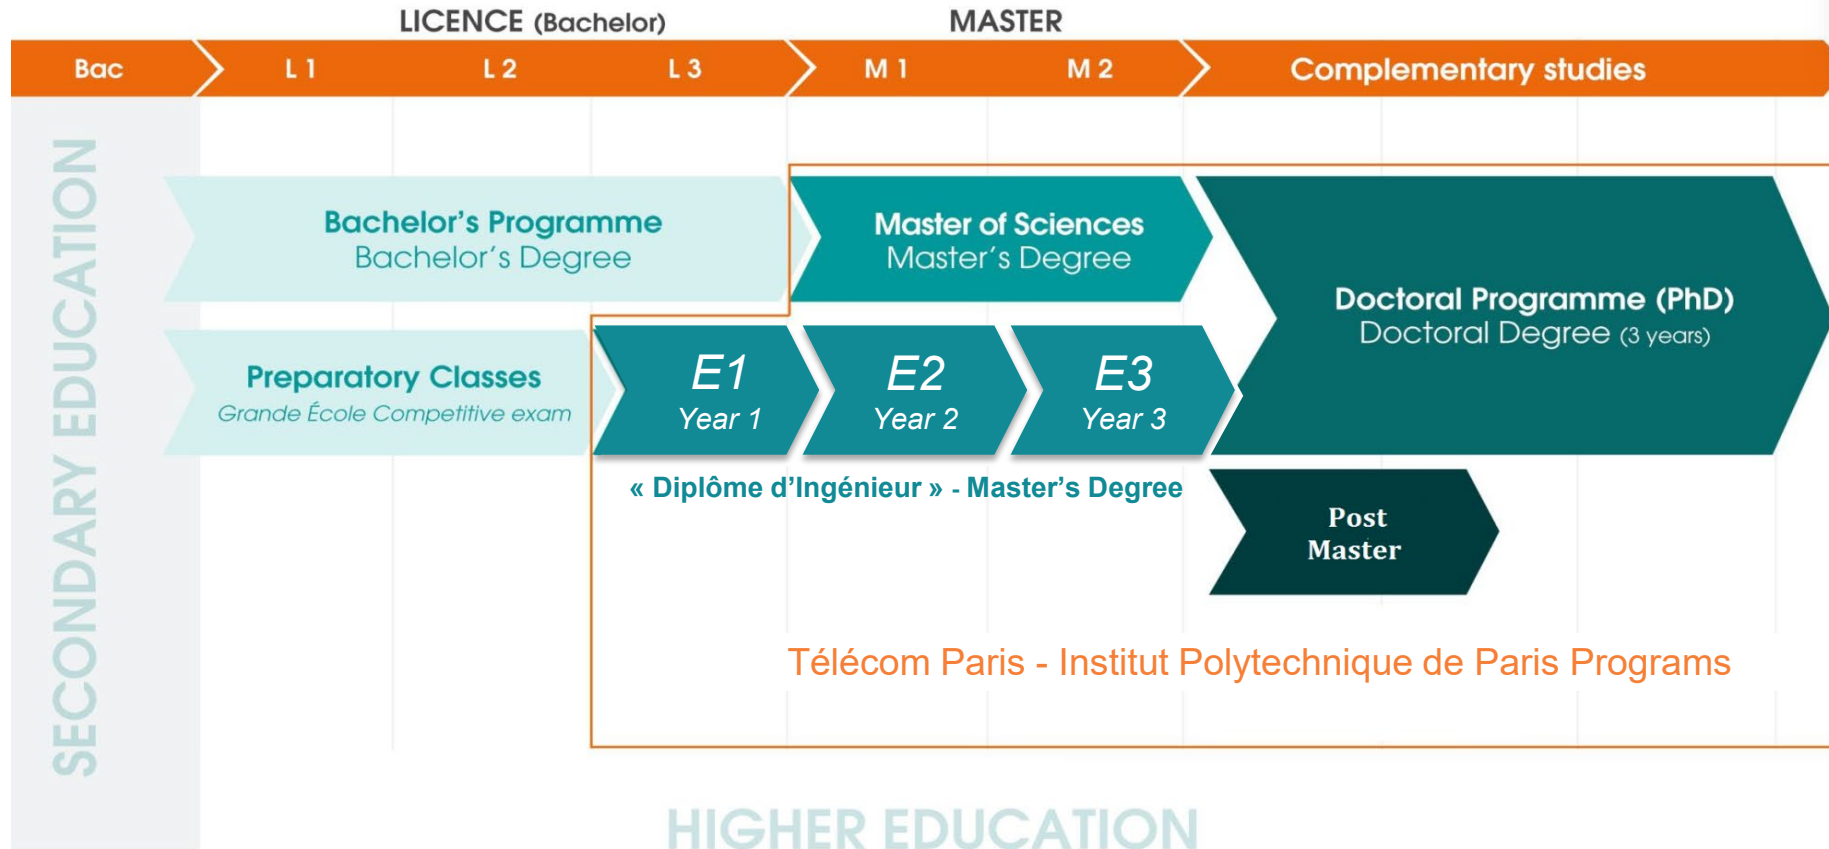 LICENCE (Bachelor)
MASTER
Bac
L 1
L 2
L 3
M 1
M 2
Complementary studies
SECONDARY EDUCATION
Bachelor's Programme
Bachelor's Degree
Master of Sciences
Master's Degree
Doctoral Programme (PhD)
Doctoral Degree (3 years)
Preparatory Classes
Grande École Competitive exam
E1
Year 1
E2
Year 2
E3
Year 3
« Diplôme d’Ingénieur » - Master’s Degree
Post
Master
Télécom Paris - Institut Polytechnique de Paris Programs
HIGHER EDUCATION